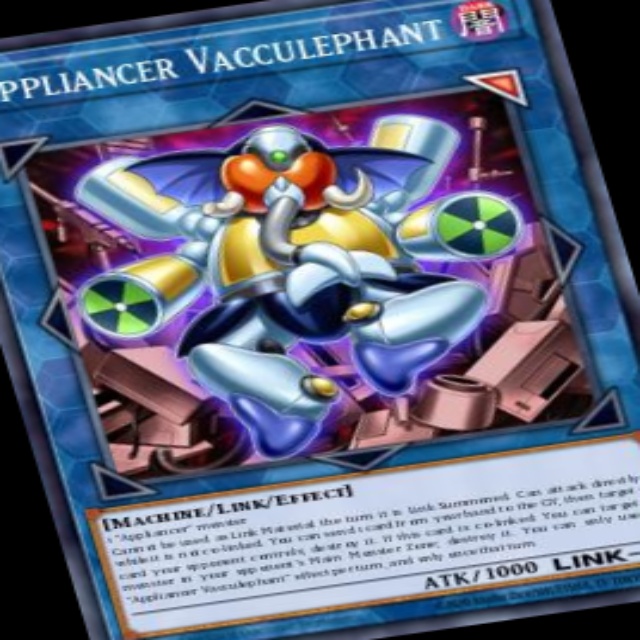 PPLIANCER VACCULEPHANT
DARK
闇
[MACHINE/LINK/EFFECT]
1 "Appliancer" monster
Cannot be used as Link Material the turn it is Link Summoned. Can attack directly
while it is not co-linked. You can send 1 card from your hand to the GY, then target
card your opponent controls; destroy it. If this card is co-linked: You can target
monster in your opponent's Main Monster Zone; destroy it. You can only use
"Appliancer Vacculephant" effect per turn, and only once that turn.
ATK/1000 LINK-